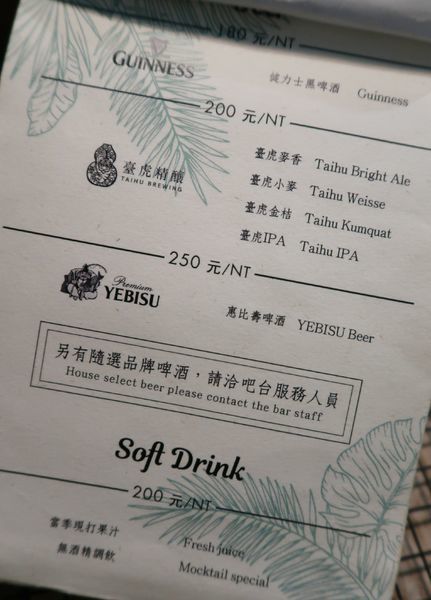 180 元/NT
GUINNESS
健力士黑啤酒 Guinness
200 元/NT
臺虎精釀
TAIHU BREWING
臺虎麥香 Taihu Bright Ale
臺虎小麥 Taihu Weisse
臺虎金桔 Taihu Kumquat
臺虎IPA Taihu IPA
250 元/NT
Premium
YEBISU
惠比壽啤酒 YEBISU Beer
另有隨選品牌啤酒，請洽吧台服務人員
House select beer please contact the bar staff
Soft Drink
200 元/NT
當季現打果汁 Fresh juice
無酒精調飲 Mocktail special